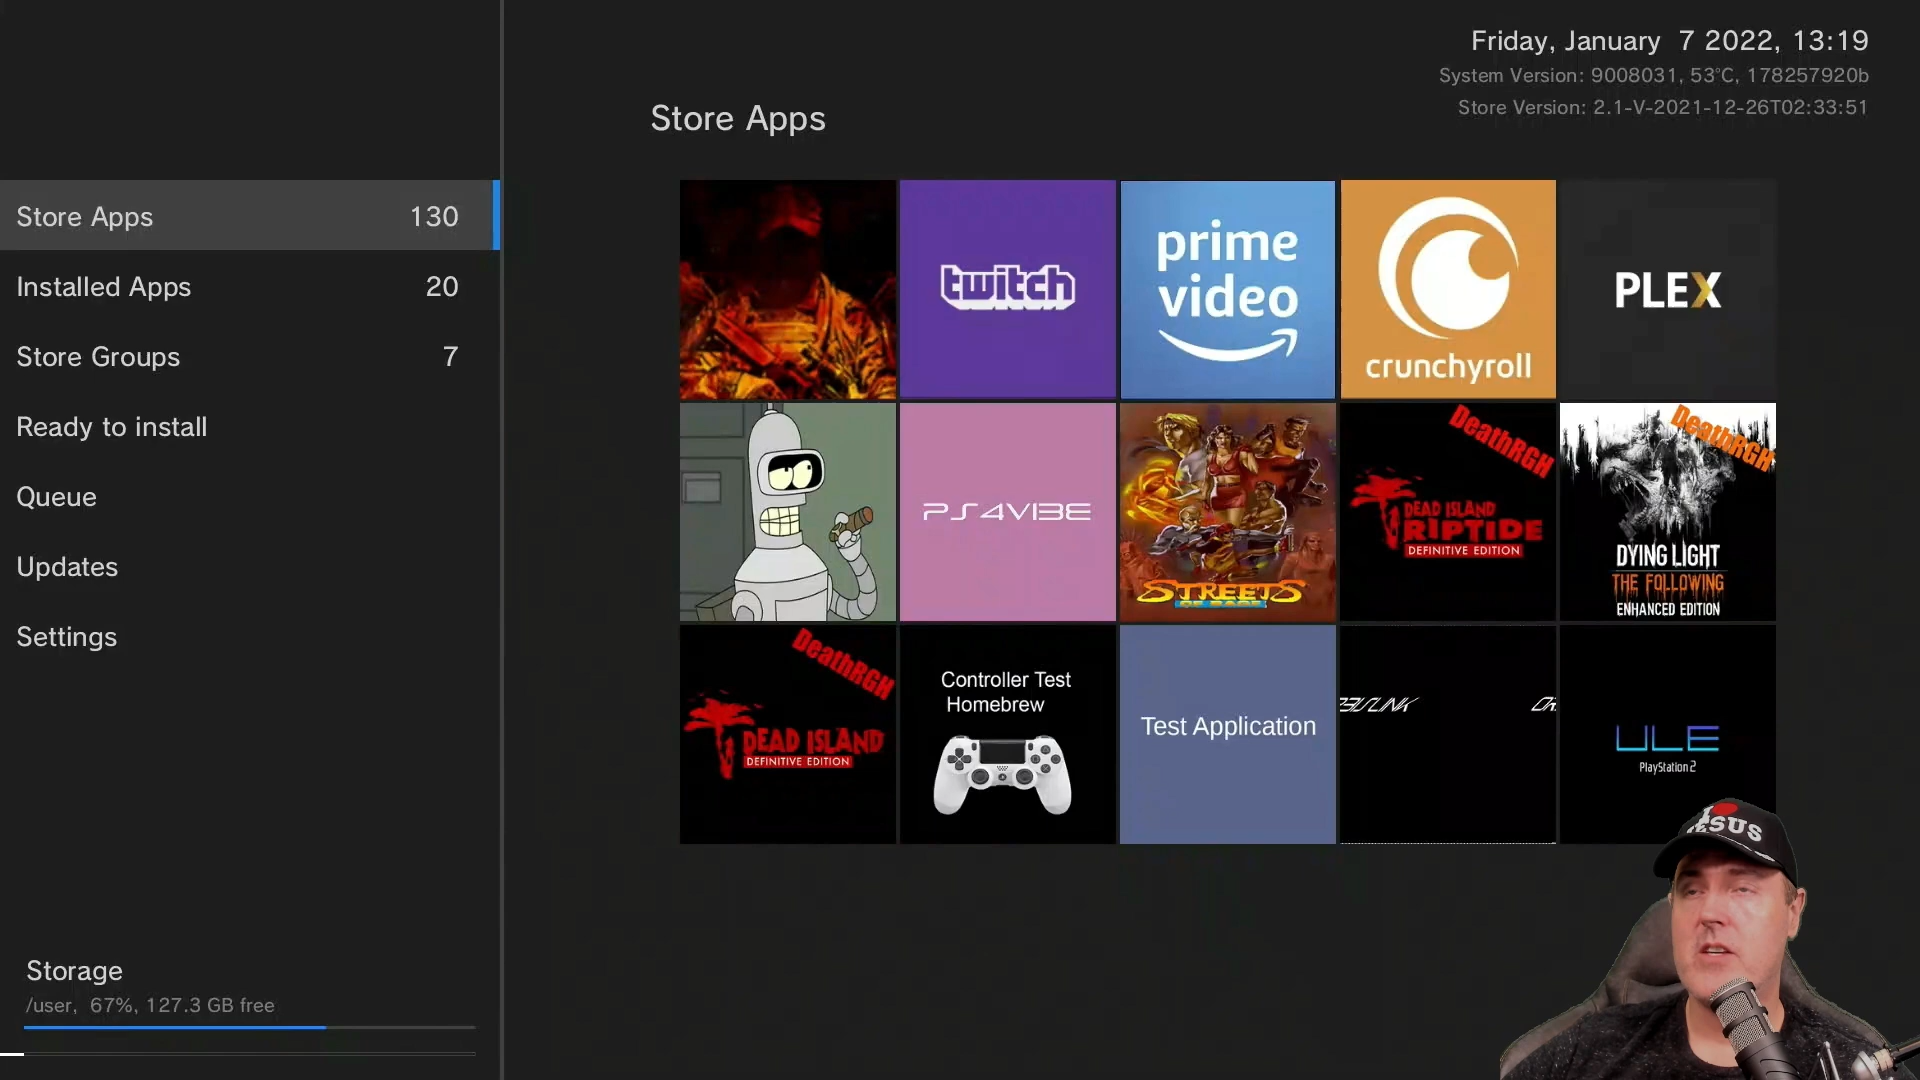 Friday, January 7 2022, 13:19
System Version: 9008031, 53°C, 178257920b
Store Version: 2.1-V-2021-12-26T02:33:51
Store Apps
Store Apps 130
Installed Apps 20
Store Groups 7
Ready to install
Queue
Updates
Settings
Storage
/user, 67%, 127.3 GB free
twitch
prime
video
crunchyroll
PLEX
PS4VIBE
STREETS
OF RAGE
DeathRGH
DEAD ISLAND
RIPTIDE
DEFINITIVE EDITION
DeathRGH
DYING LIGHT
THE FOLLOWING
ENHANCED EDITION
DeathRGH
DEAD ISLAND
DEFINITIVE EDITION
Controller Test
Homebrew
Test Application
ULE
PlayStation 2